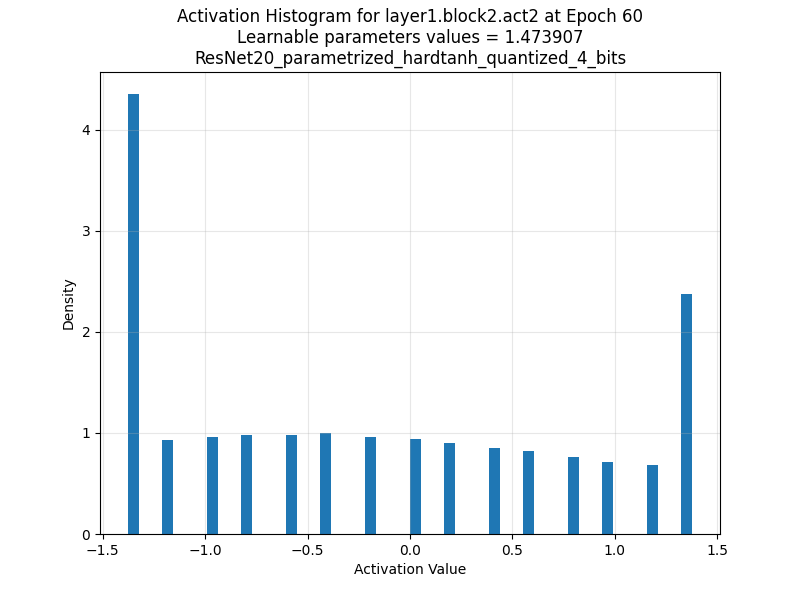 Activation Histogram for layer1.block2.act2 at Epoch 60
Learnable parameters values = 1.473907
ResNet20_parametrized_hardtanh_quantized_4_bits
Density
4
3
2
1
0
−1.5
−1.0
−0.5
0.0
0.5
1.0
1.5
Activation Value